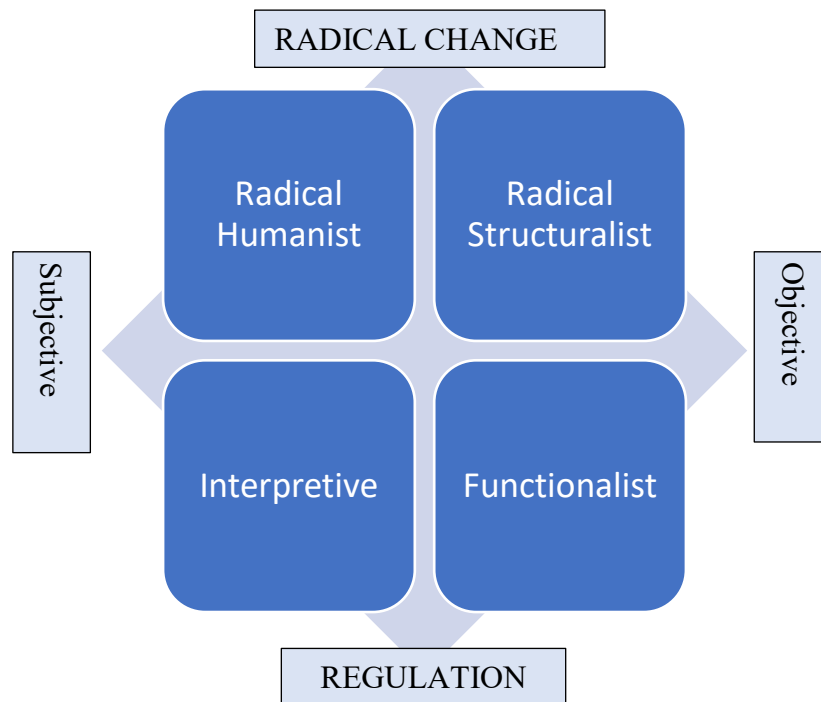 RADICAL CHANGE
Radical
Humanist
Radical
Structuralist
Subjective
Objective
Interpretive
Functionalist
REGULATION